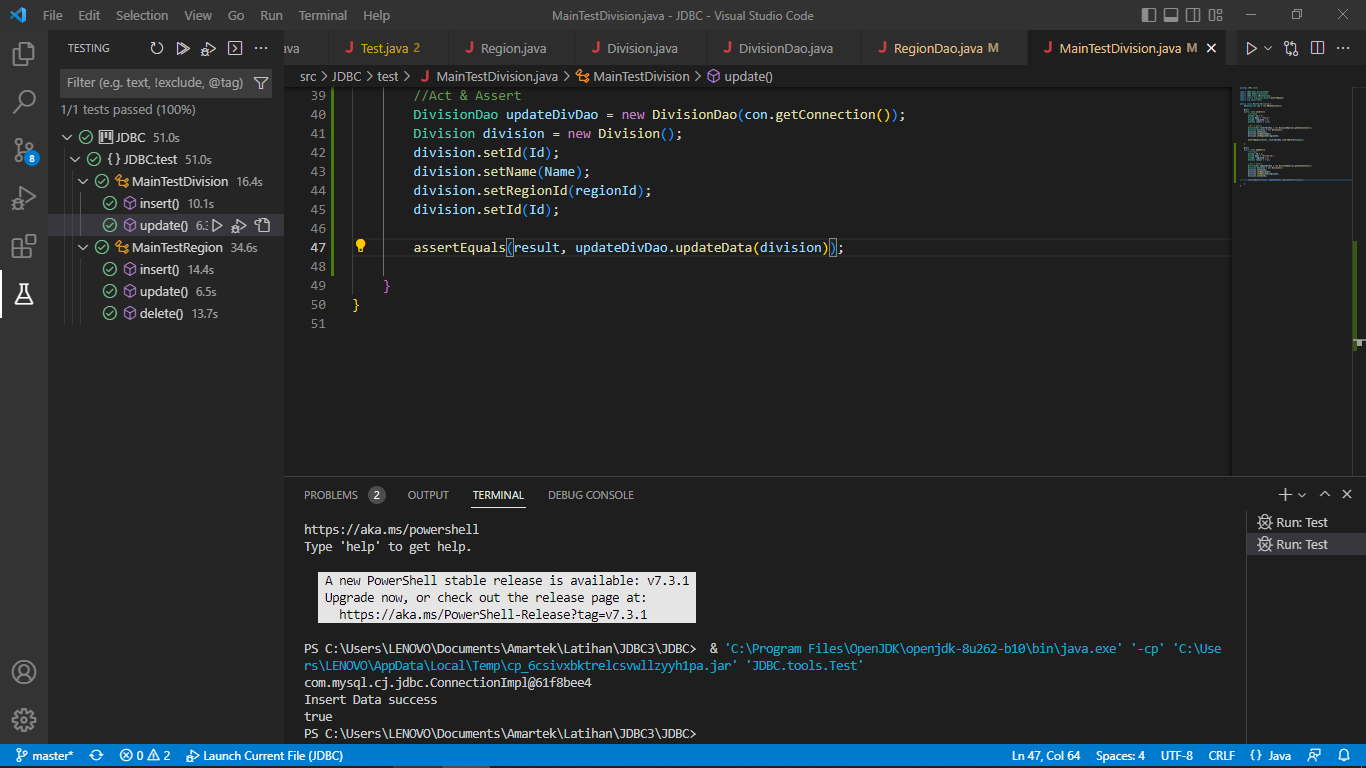 File Edit Selection View Go Run Terminal Help MainTestDivision.java - JDBC - Visual Studio Code
TESTING
ava Test.java 2 Region.java Division.java DivisionDao.java RegionDao.java M MainTestDivision.java M
src > JDBC > test > MainTestDivision.java > MainTestDivision > update()
Filter (e.g. text, !exclude, @tag)
1/1 tests passed (100%)
JDBC 51.0s
{ } JDBC.test 51.0s
MainTestDivision 16.4s
insert() 10.1s
update() 6.3
MainTestRegion 34.6s
insert() 14.4s
update() 6.5s
delete() 13.7s
8
39 //Act & Assert
40 DivisionDao updateDivDao = new DivisionDao(con.getConnection());
41 Division division = new Division();
42 division.setId(Id);
43 division.setName(Name);
44 division.setRegionId(regionId);
45 division.setId(Id);
46
47 assertEquals(result, updateDivDao.updateData(division));
48
49 }
50 }
51
PROBLEMS 2 OUTPUT TERMINAL DEBUG CONSOLE
Run: Test
Run: Test
https://aka.ms/powershell
Type 'help' to get help.
A new PowerShell stable release is available: v7.3.1
Upgrade now, or check out the release page at:
https://aka.ms/PowerShell-Release?tag=v7.3.1
PS C:\Users\LENOVO\Documents\Amartek\Latihan\JDBC3\JDBC> & 'C:\Program Files\OpenJDK\openjdk-8u262-b10\bin\java.exe' '-cp' 'C:\Use
rs\LENOVO\AppData\Local\Temp\cp_6csivxbktrelcsvwllzyyh1pa.jar' 'JDBC.tools.Test'
com.mysql.cj.jdbc.ConnectionImpl@61f8bee4
Insert Data success
true
PS C:\Users\LENOVO\Documents\Amartek\Latihan\JDBC3\JDBC>
master* 0 2 Launch Current File (JDBC) Ln 47, Col 64 Spaces: 4 UTF-8 CRLF { } Java